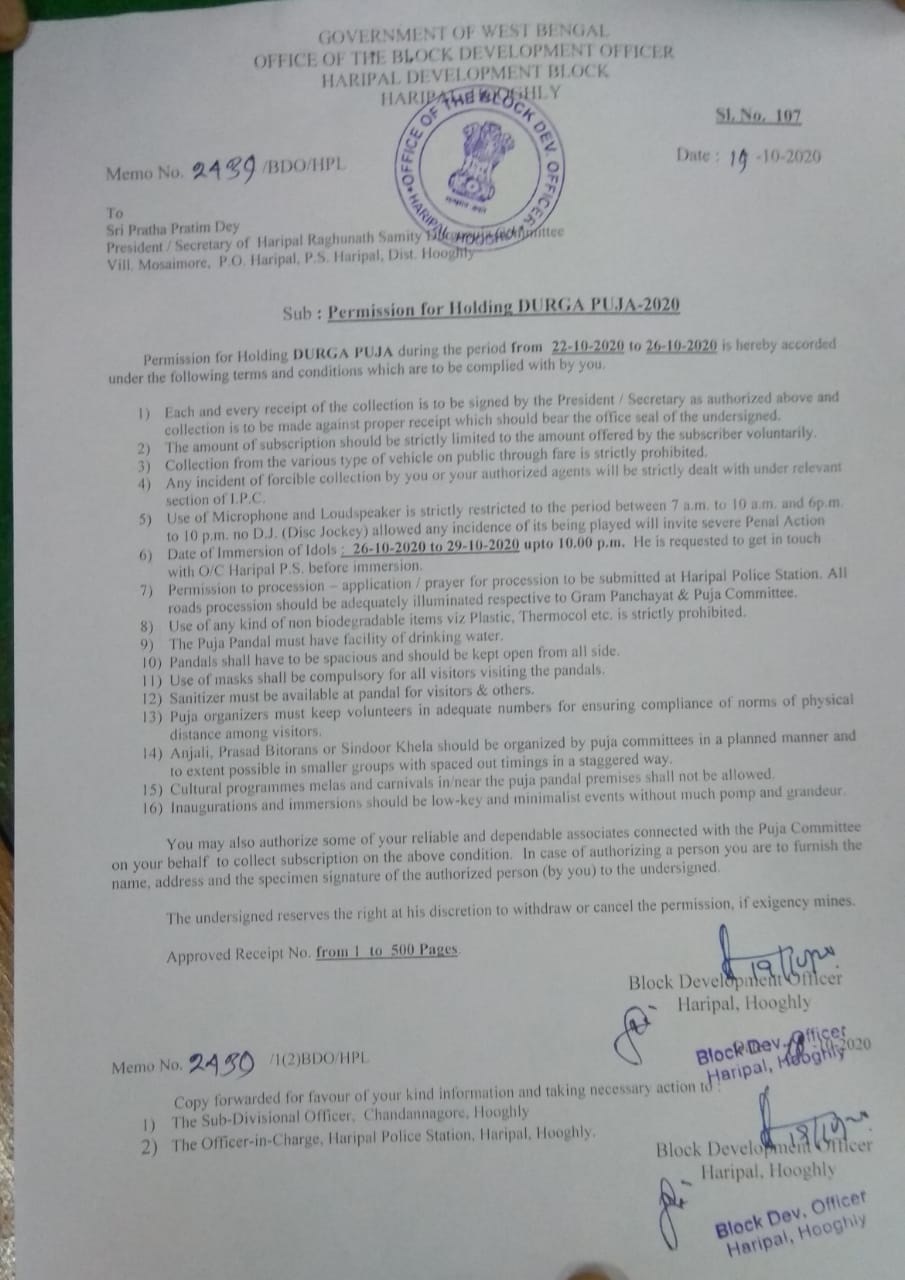 GOVERNMENT OF WEST BENGAL
OFFICE OF THE BLOCK DEVELOPMENT OFFICER
HARIPAL DEVELOPMENT BLOCK
HARIPAL, HOOGHLY
OFFICE OF THE BLOCK DEV. OFFICER
HARIPAL, HOOGHLY
Sl. No. 107
Memo No. 2439 /BDO/HPL
Date : 19 -10-2020
To
Sri Pratha Pratim Dey
President / Secretary of Haripal Raghunath Samity
Vill. Mosaimore, P.O. Haripal, P.S. Haripal, Dist. Hooghly
Sub : Permission for Holding DURGA PUJA-2020
Permission for Holding DURGA PUJA during the period from 22-10-2020 to 26-10-2020 is hereby accorded
under the following terms and conditions which are to be complied with by you.
1) Each and every receipt of the collection is to be signed by the President / Secretary as authorized above and
collection is to be made against proper receipt which should bear the office seal of the undersigned.
2) The amount of subscription should be strictly limited to the amount offered by the subscriber voluntarily.
3) Collection from the various type of vehicle on public through fare is strictly prohibited.
4) Any incident of forcible collection by you or your authorized agents will be strictly dealt with under relevant
section of I.P.C.
5) Use of Microphone and Loudspeaker is strictly restricted to the period between 7 a.m. to 10 a.m. and 6p.m.
to 10 p.m. no D.J. (Disc Jockey) allowed any incidence of its being played will invite severe Penal Action
6) Date of Immersion of Idols : 26-10-2020 to 29-10-2020 upto 10.00 p.m. He is requested to get in touch
with O/C Haripal P.S. before immersion.
7) Permission to procession – application / prayer for procession to be submitted at Haripal Police Station. All
roads procession should be adequately illuminated respective to Gram Panchayat & Puja Committee.
8) Use of any kind of non biodegradable items viz Plastic, Thermocol etc. is strictly prohibited.
9) The Puja Pandal must have facility of drinking water.
10) Pandals shall have to be spacious and should be kept open from all side.
11) Use of masks shall be compulsory for all visitors visiting the pandals.
12) Sanitizer must be available at pandal for visitors & others.
13) Puja organizers must keep volunteers in adequate numbers for ensuring compliance of norms of physical
distance among visitors.
14) Anjali, Prasad Bitorans or Sindoor Khela should be organized by puja committees in a planned manner and
to extent possible in smaller groups with spaced out timings in a staggered way.
15) Cultural programmes melas and carnivals in/near the puja pandal premises shall not be allowed.
16) Inaugurations and immersions should be low-key and minimalist events without much pomp and grandeur.
You may also authorize some of your reliable and dependable associates connected with the Puja Committee
on your behalf to collect subscription on the above condition. In case of authorizing a person you are to furnish the
name, address and the specimen signature of the authorized person (by you) to the undersigned.
The undersigned reserves the right at his discretion to withdraw or cancel the permission, if exigency mines.
Approved Receipt No. from 1 to 500 Pages.
Block Development Officer
Haripal, Hooghly
Block Dev. Officer
Haripal, Hooghly
Memo No. 2430 /1(2)BDO/HPL
-10-2020
Copy forwarded for favour of your kind information and taking necessary action to :
1) The Sub-Divisional Officer, Chandannagore, Hooghly
2) The Officer-in-Charge, Haripal Police Station, Haripal, Hooghly.
Block Development Officer
Haripal, Hooghly
Block Dev. Officer
Haripal, Hooghly